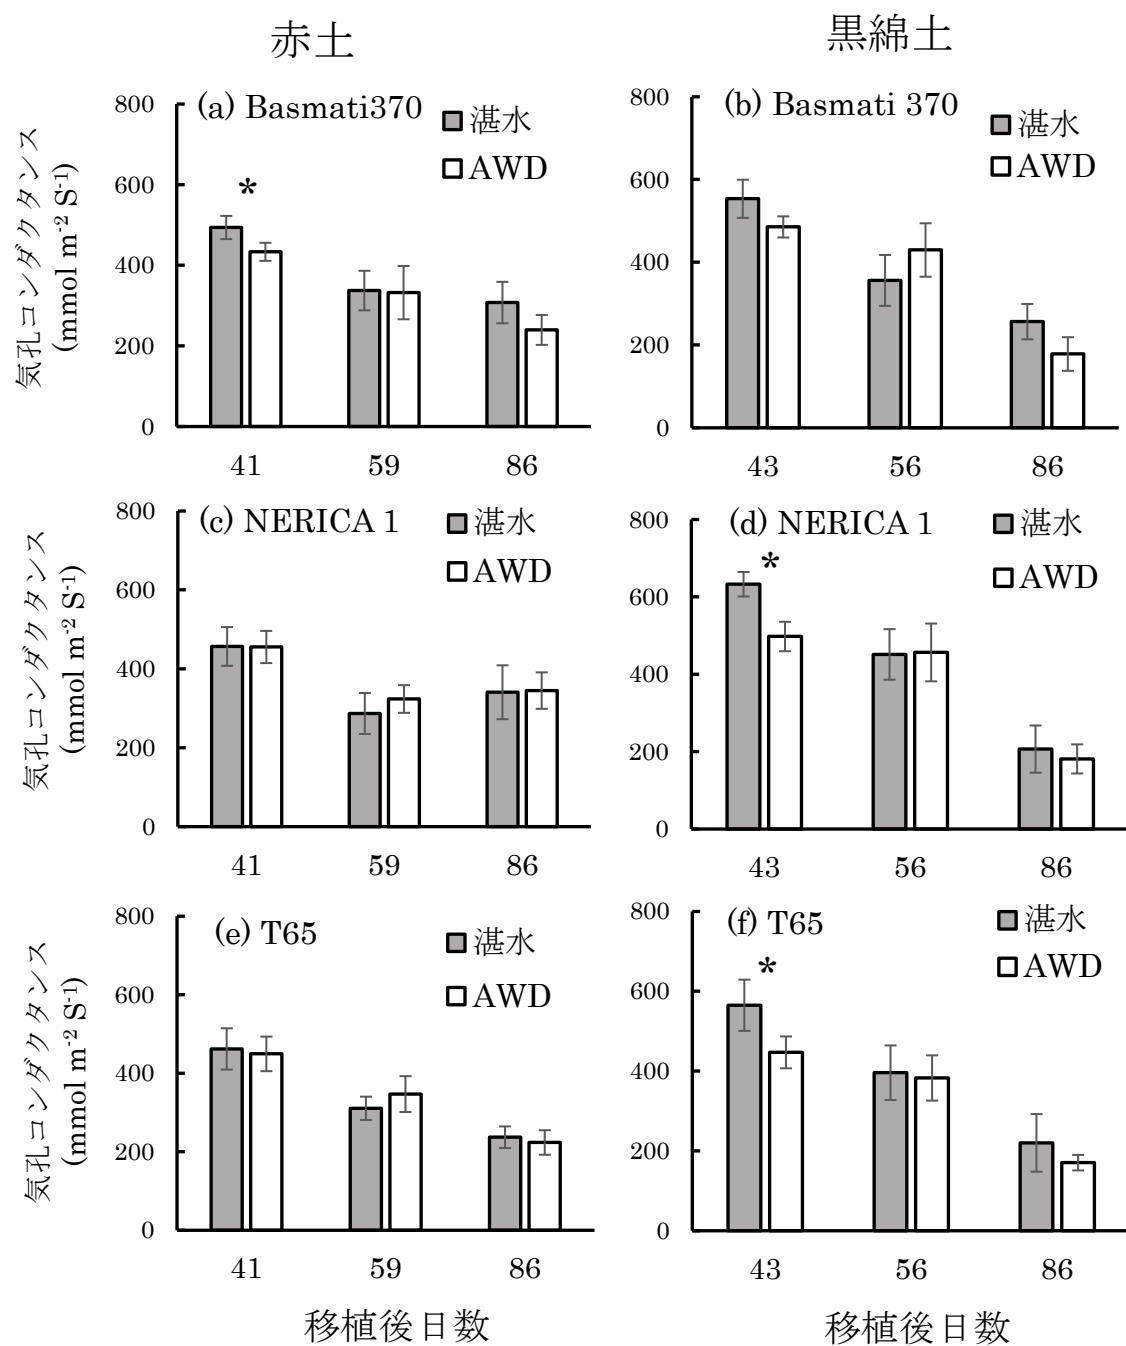 赤土
黒綿土
(a) Basmati370
湛水
AWD
*
気孔コンダクタンス
(mmol m-2 S-1)
800
600
400
200
0
41 59 86
(b) Basmati 370
湛水
AWD
800
600
400
200
0
43 56 86
(c) NERICA 1
湛水
AWD
気孔コンダクタンス
(mmol m-2 S-1)
800
600
400
200
0
41 59 86
(d) NERICA 1
湛水
AWD
*
800
600
400
200
0
43 56 86
(e) T65
湛水
AWD
気孔コンダクタンス
(mmol m-2 S-1)
800
600
400
200
0
41 59 86
移植後日数
(f) T65
湛水
AWD
*
800
600
400
200
0
43 56 86
移植後日数